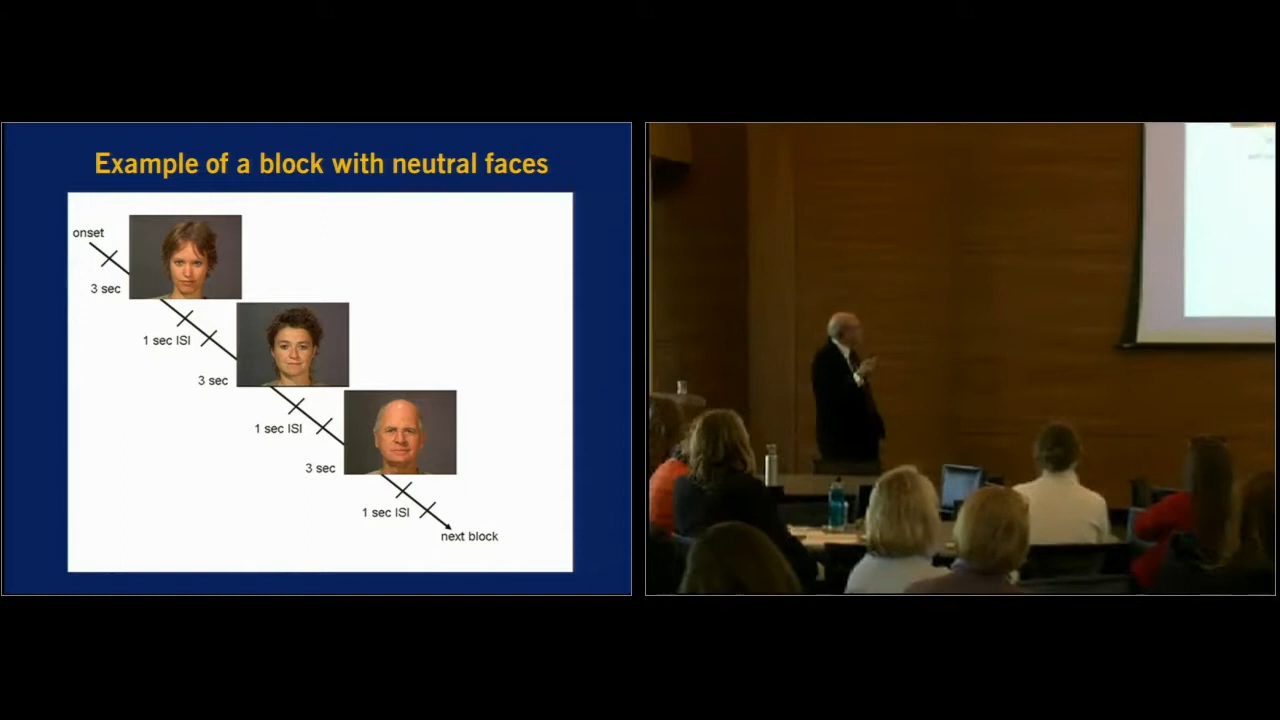 Example of a block with neutral faces
onset
3 sec
1 sec ISI
3 sec
1 sec ISI
3 sec
1 sec ISI
next block